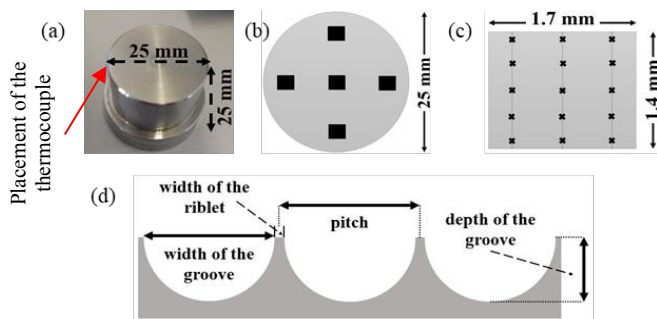 Placement of the
thermocouple
(a)
25 mm
25 mm
(b)
25 mm
(c)
1.7 mm
1.4 mm
(d)
width of the
riblet
width of the
groove
pitch
depth of the
groove